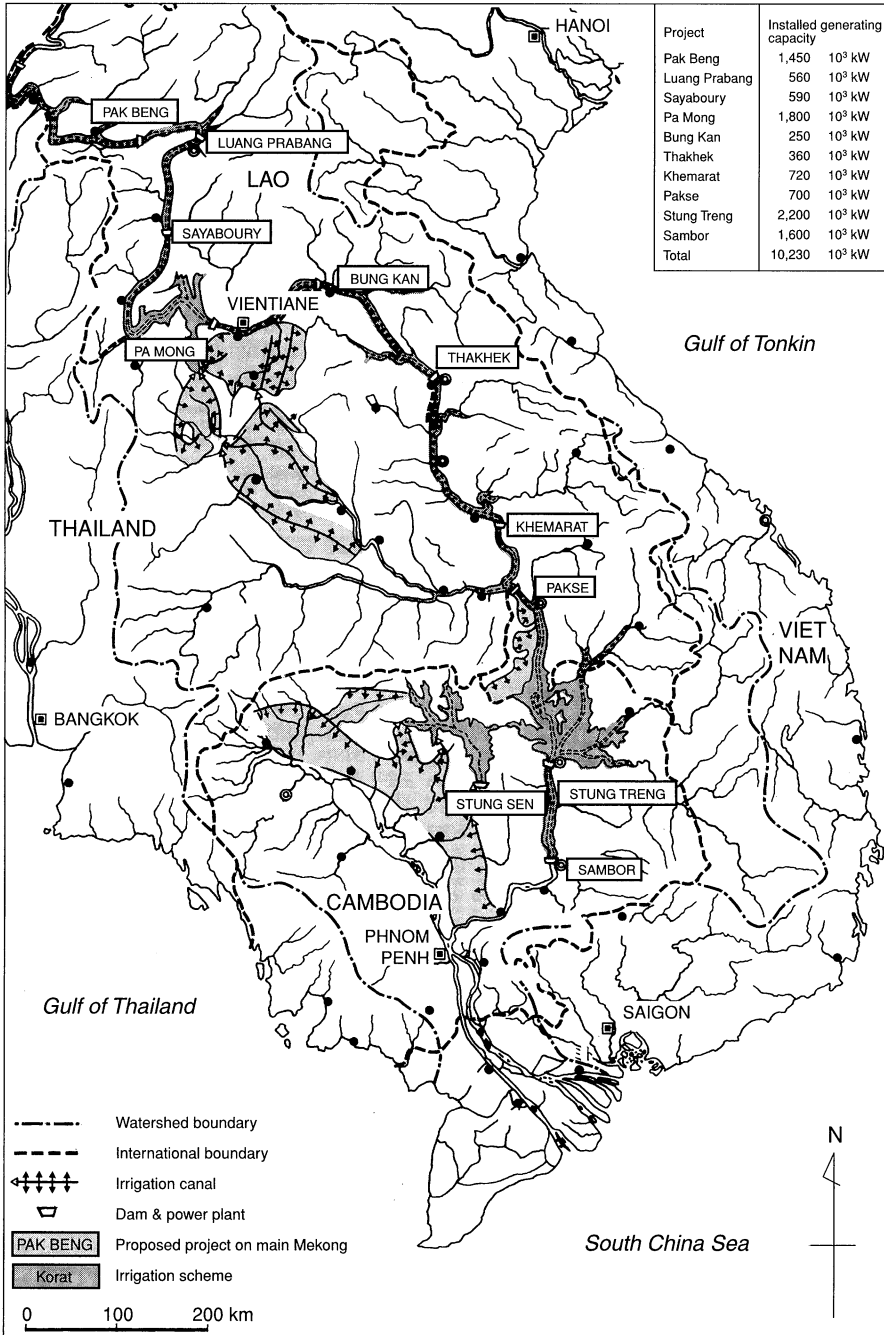 HANOI
Project Installed generating capacity
Pak Beng 1,450 10³ kW
Luang Prabang 560 10³ kW
Sayaboury 590 10³ kW
Pa Mong 1,800 10³ kW
Bung Kan 250 10³ kW
Thakhek 360 10³ kW
Khemarat 720 10³ kW
Pakse 700 10³ kW
Stung Treng 2,200 10³ kW
Sambor 1,600 10³ kW
Total 10,230 10³ kW
PAK BENG
LUANG PRABANG
LAO
SAYABOURY
BUNG KAN
VIENTIANE
PA MONG
THAKHEK
Gulf of Tonkin
THAILAND
KHEMARAT
PAKSE
VIET
NAM
BANGKOK
STUNG SEN
STUNG TRENG
SAMBOR
CAMBODIA
PHNOM
PENH
Gulf of Thailand
SAIGON
Watershed boundary
International boundary
Irrigation canal
Dam & power plant
PAK BENG Proposed project on main Mekong
Korat Irrigation scheme
0 100 200 km
N
South China Sea